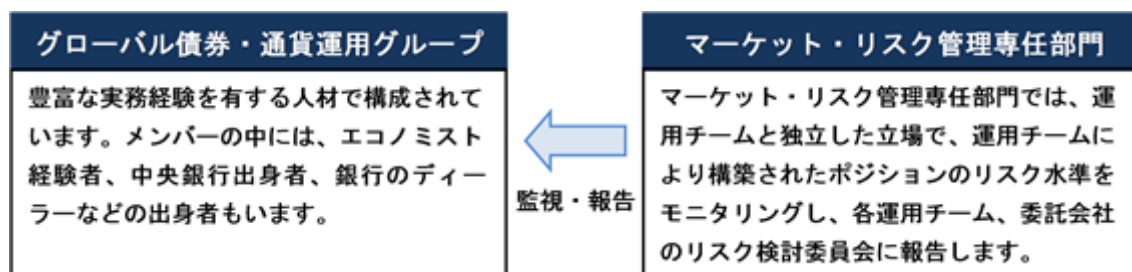 グローバル債券・通貨運用グループ
豊富な実務経験を有する人材で構成されて
います。メンバーの中には、エコノミスト
経験者、中央銀行出身者、銀行のディー
ラーなどの出身者もいます。
監視・報告
マーケット・リスク管理専任部門
マーケット・リスク管理専任部門では、運
用チームと独立した立場で、運用チームに
より構築されたポジションのリスク水準を
モニタリングし、各運用チーム、委託会社
のリスク検討委員会に報告します。